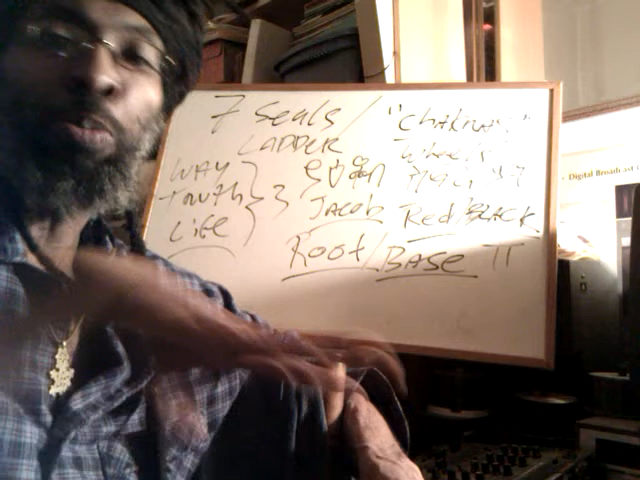 7 Seals / "CHAKRAS"
LADDER
WAY
TRUTH } 3 JACOB Red/BLACK
LiFE
ROOT/BASE
Digital Broadcast